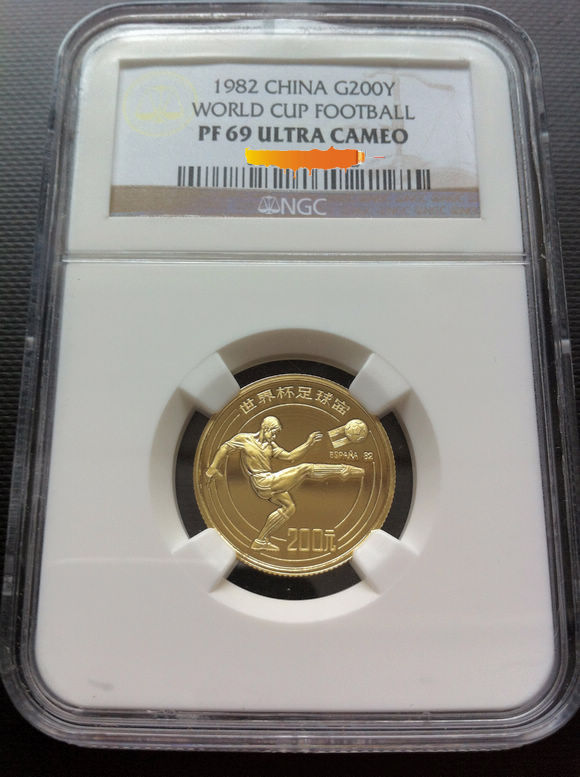 1982 CHINA G200Y
WORLD CUP FOOTBALL
PF 69 ULTRA CAMEO
NGC
世界杯足球赛
ESPAÑA 82
200元